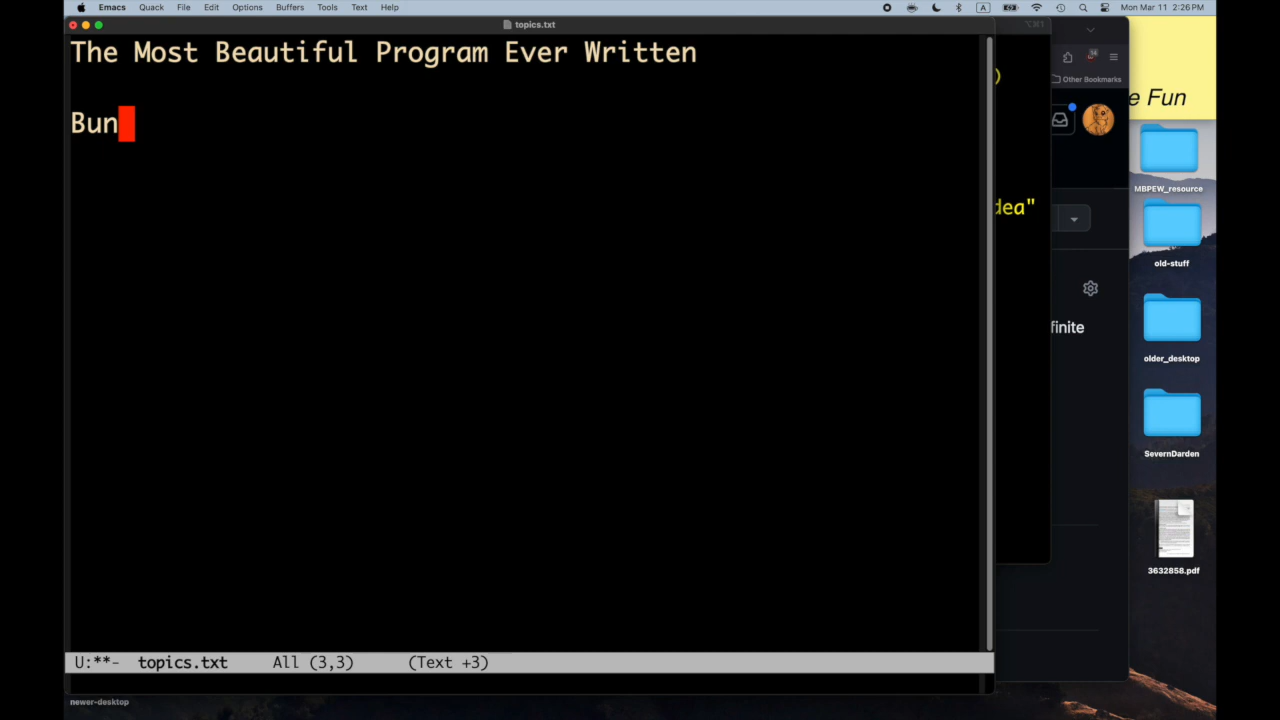 Emacs Quack File Edit Options Buffers Tools Text Help A Mon Mar 11 2:26 PM
topics.txt
⌥⌘1
The Most Beautiful Program Ever Written
Bun
)
14
Other Bookmarks
e Fun
MBPEW_resource
dea"
old-stuff
finite
older_desktop
SevernDarden
3632858.pdf
U:**- topics.txt All (3,3) (Text +3)
newer-desktop